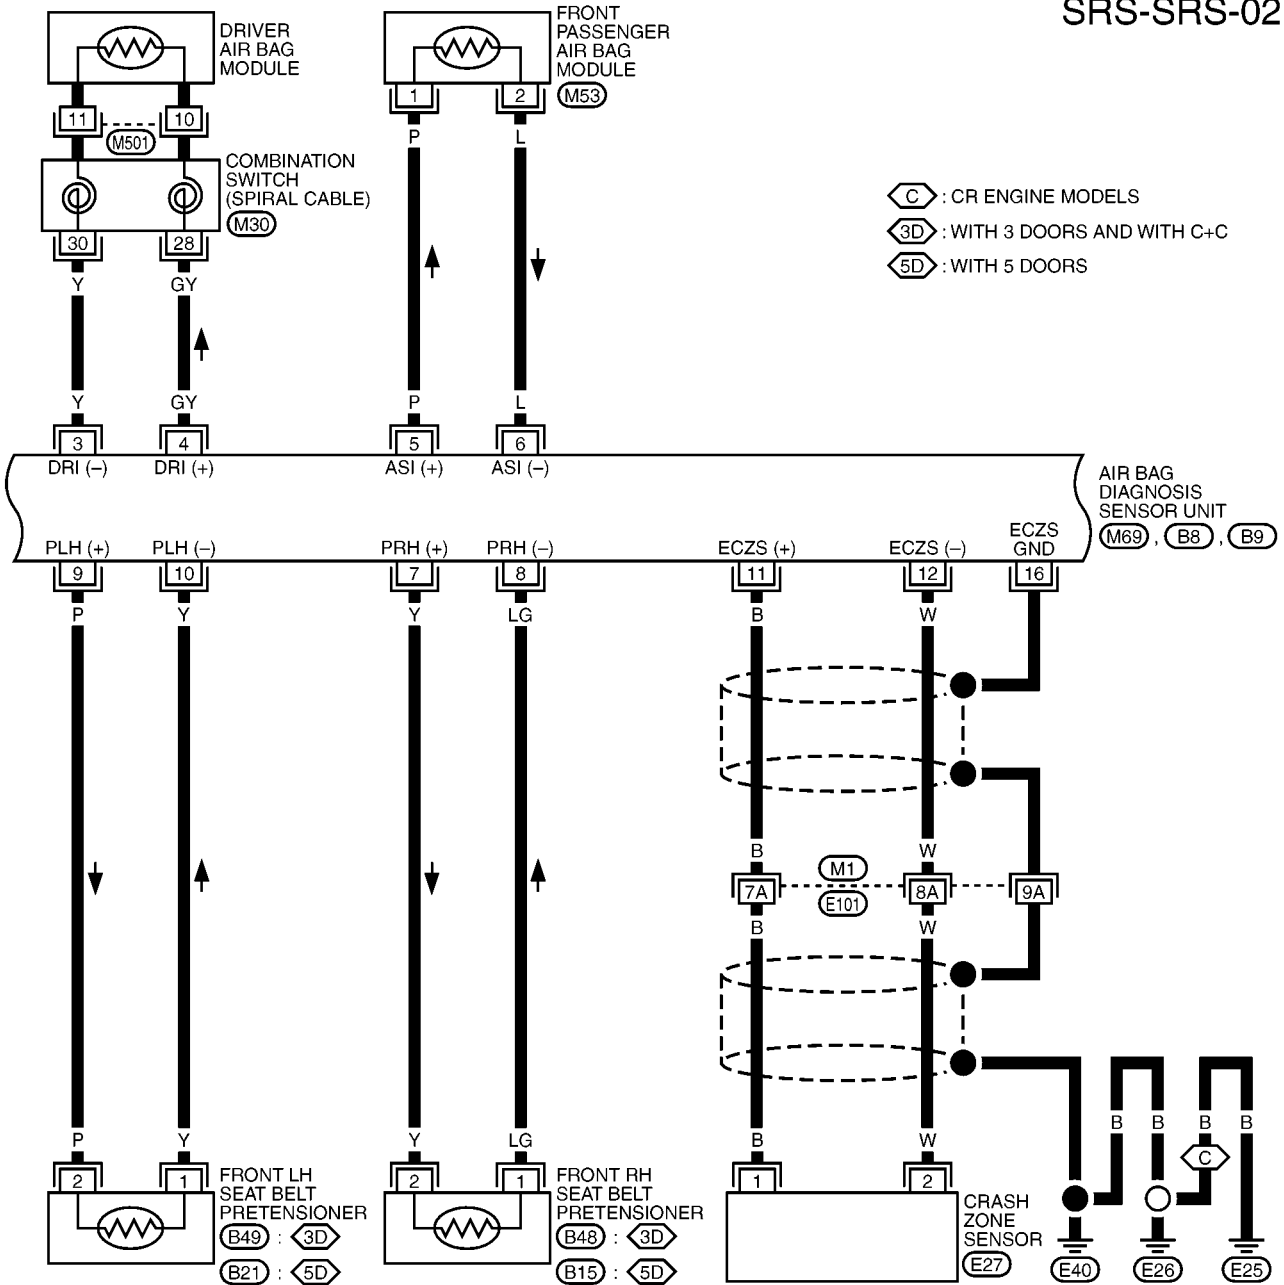 SRS-SRS-02
DRIVER
AIR BAG
MODULE
FRONT
PASSENGER
AIR BAG
MODULE
M53
11
10
M501
1
2
P
L
COMBINATION
SWITCH
(SPIRAL CABLE)
M30
C : CR ENGINE MODELS
3D : WITH 3 DOORS AND WITH C+C
5D : WITH 5 DOORS
30
28
Y
GY
Y
GY
P
L
3
4
5
6
DRI (–)
DRI (+)
ASI (+)
ASI (–)
AIR BAG
DIAGNOSIS
SENSOR UNIT
M69 , B8 , B9
PLH (+)
PLH (–)
PRH (+)
PRH (–)
ECZS (+)
ECZS (–)
ECZS
GND
9
10
7
8
11
12
16
P
Y
Y
LG
B
W
B
W
7A
M1
E101
8A
9A
B
W
B
B
B
B
C
P
Y
Y
LG
B
W
2
1
2
1
1
2
FRONT LH
SEAT BELT
PRETENSIONER
B49 : 3D
B21 : 5D
FRONT RH
SEAT BELT
PRETENSIONER
B48 : 3D
B15 : 5D
CRASH
ZONE
SENSOR
E27
E40
E26
E25